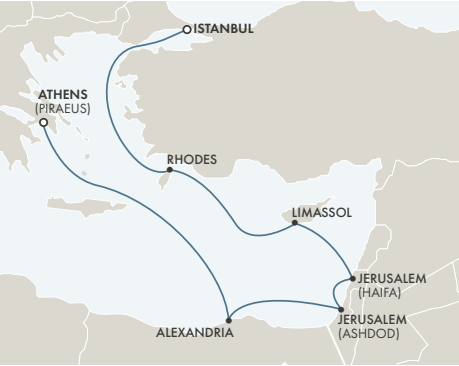 ISTANBUL
ATHENS
(PIRAEUS)
RHODES
LIMASSOL
JERUSALEM
(HAIFA)
JERUSALEM
(ASHDOD)
ALEXANDRIA